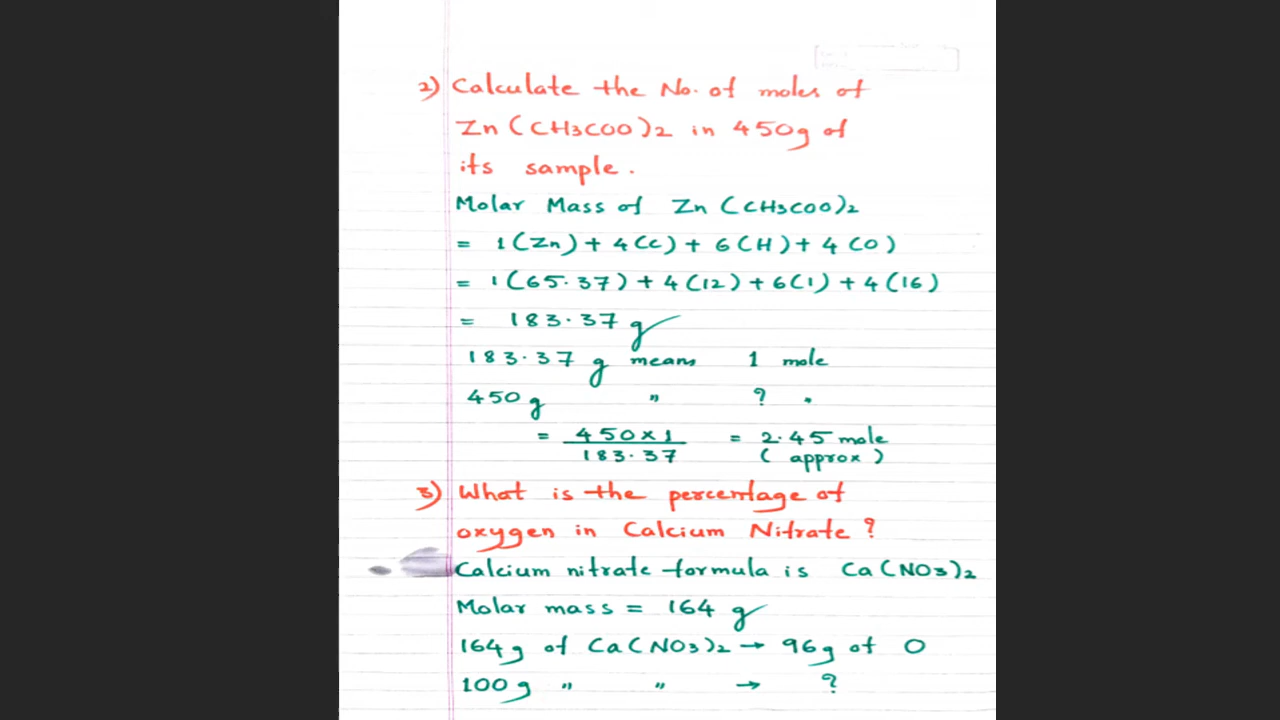 2) Calculate the No. of moles of
Zn(CH3COO)2 in 450g of
its sample.
Molar Mass of Zn(CH3COO)2
= 1(Zn) + 4(C) + 6(H) + 4(O)
= 1(65.37) + 4(12) + 6(1) + 4(16)
= 183.37 g
183.37 g means 1 mole
450 g " ? "
= 450×1 / 183.37 = 2.45 mole
(approx)
3) What is the percentage of
oxygen in Calcium Nitrate?
Calcium nitrate formula is Ca(NO3)2
Molar mass = 164 g
164g of Ca(NO3)2 → 96g of O
100g " " → ?